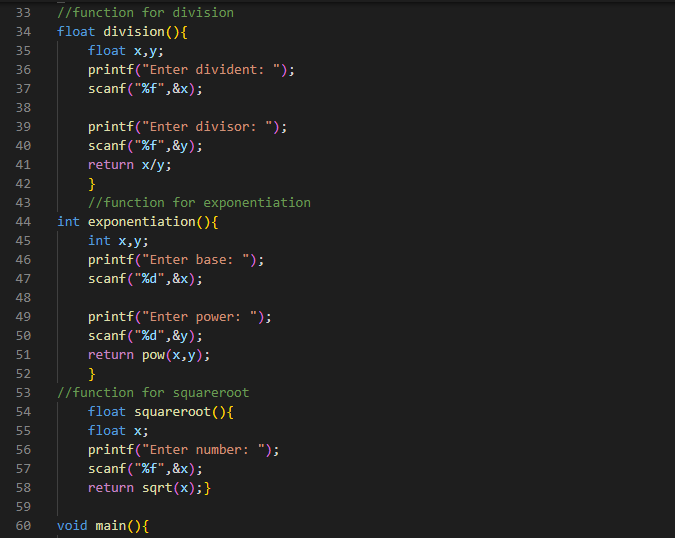 33 //function for division
34 float division(){
35 float x,y;
36 printf("Enter divident: ");
37 scanf("%f",&x);
38
39 printf("Enter divisor: ");
40 scanf("%f",&y);
41 return x/y;
42 }
43 //function for exponentiation
44 int exponentiation(){
45 int x,y;
46 printf("Enter base: ");
47 scanf("%d",&x);
48
49 printf("Enter power: ");
50 scanf("%d",&y);
51 return pow(x,y);
52 }
53 //function for squareroot
54 float squareroot(){
55 float x;
56 printf("Enter number: ");
57 scanf("%f",&x);
58 return sqrt(x);}
59
60 void main(){